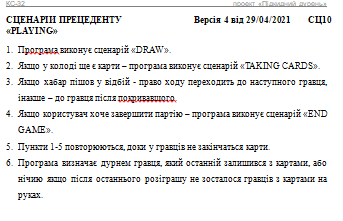 КС-32 проект «Підкидний дурень»
СЦЕНАРІЙ ПРЕЦЕДЕНТУ Версія 4 від 29/04/2021 СЦ10
«PLAYING»
1. Програма виконує сценарій «DRAW».
2. Якщо у колоді ще є карти – програма виконує сценарій «TAKING CARDS».
3. Якщо хабар пішов у відбій - право ходу переходить до наступного гравця,
інакше – до гравця після покрившого.
4. Якщо користувач хоче завершити партію – програма виконує сценарій «END
GAME».
5. Пункти 1-5 повторюються, доки у гравців не закінчаться карти.
6. Програма визначає дурнем гравця, який останній залишився з картами, або
нічию якщо після останнього розіграшу не зосталося гравців з картами на
руках.